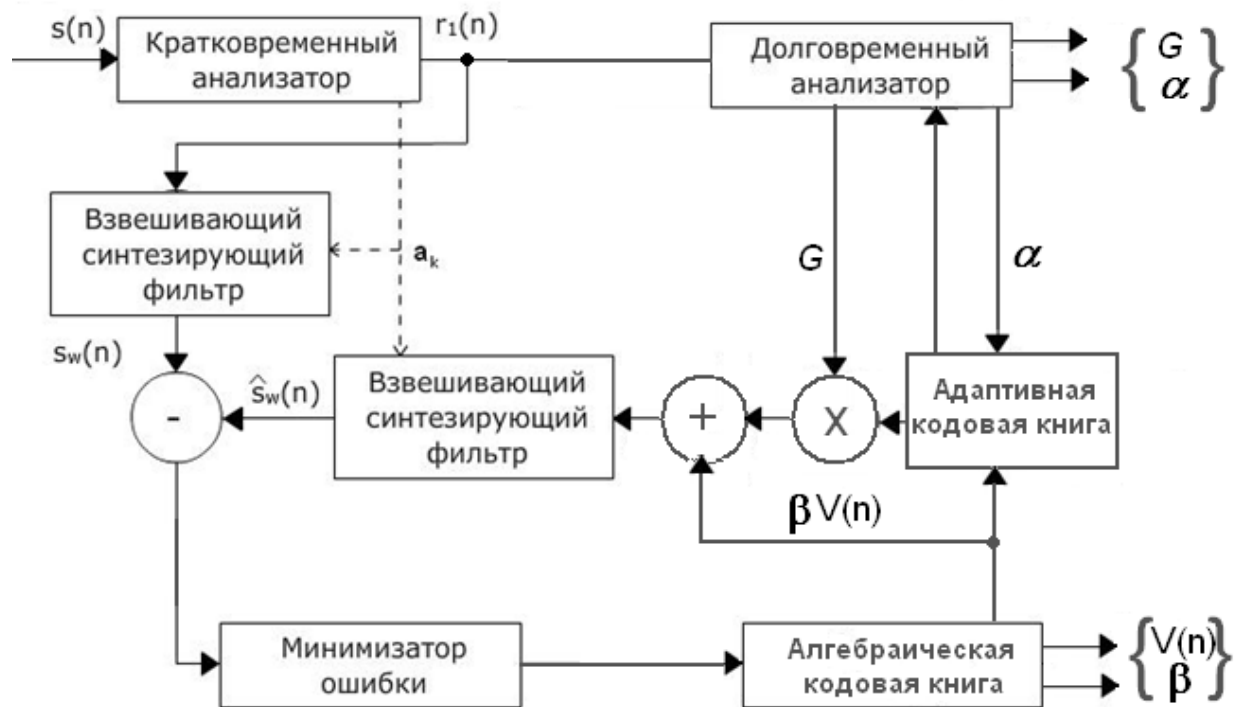 s(n)
Кратковременный
анализатор
r₁(n)
Долговременный
анализатор
{ G
α }
Взвешивающий
синтезирующий
фильтр
aₖ
G
α
sw(n)
ŝw(n)
Взвешивающий
синтезирующий
фильтр
-
+
X
Адаптивная
кодовая книга
βV(n)
Минимизатор
ошибки
Алгебраическая
кодовая книга
{ V(n)
β }